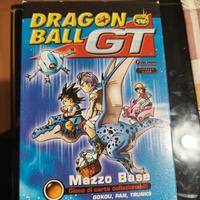 DRAGON
BALL GT
Mazzo Base
Gioco di carte collezionabili
GOKOU, PAN, TRUNKS